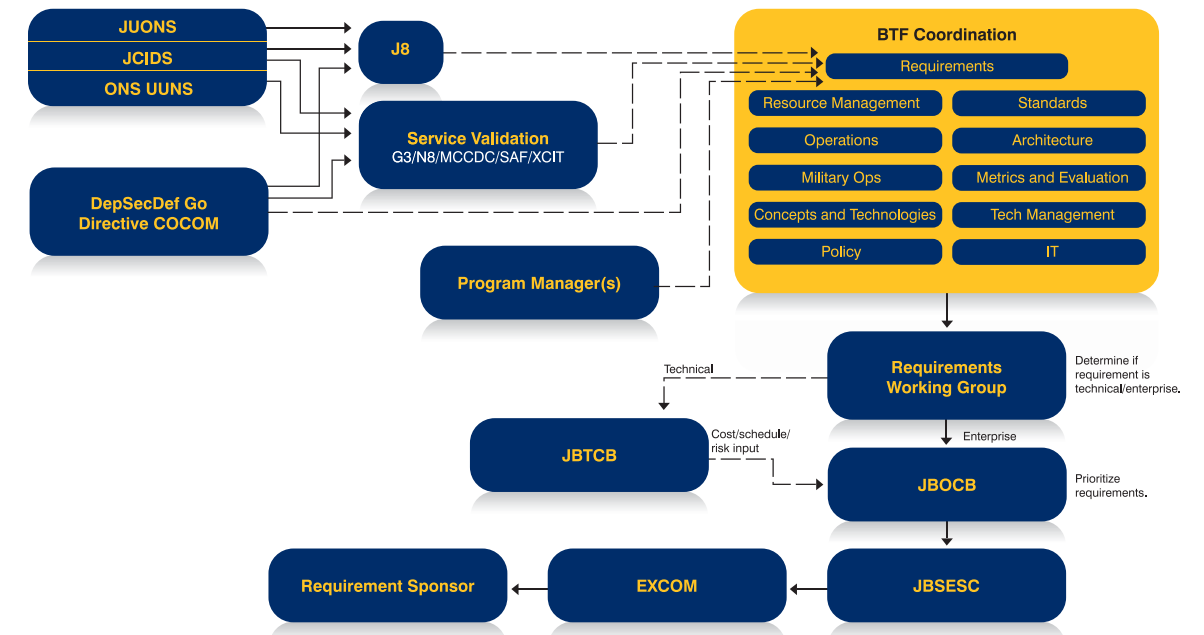 JUONS
JCIDS
ONS UUNS
J8
Service Validation
G3/N8/MCCDC/SAF/XCIT
DepSecDef Go
Directive COCOM
Program Manager(s)
BTF Coordination
Requirements
Resource Management
Standards
Operations
Architecture
Military Ops
Metrics and Evaluation
Concepts and Technologies
Tech Management
Policy
IT
Requirements
Working Group
Determine if
requirement is
technical/enterprise.
Technical
Enterprise
JBTCB
Cost/schedule/
risk input
JBOCB
Prioritize
requirements.
Requirement Sponsor
EXCOM
JBSESC